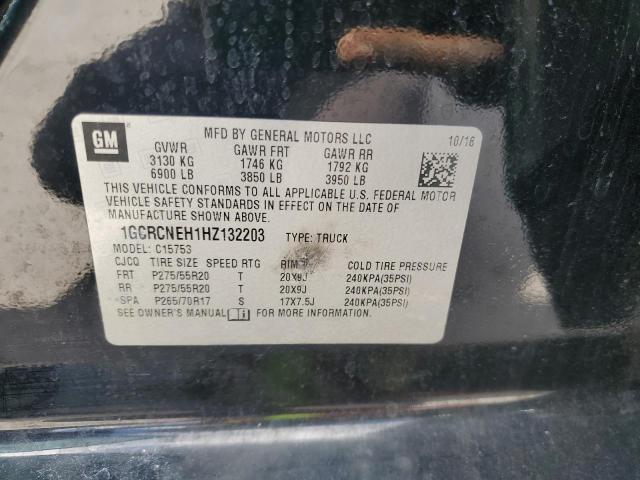 GM
MFD BY GENERAL MOTORS LLC 10/16
GVWR GAWR FRT GAWR RR
3130 KG 1746 KG 1792 KG
6900 LB 3850 LB 3950 LB
THIS VEHICLE CONFORMS TO ALL APPLICABLE U.S. FEDERAL MOTOR
VEHICLE SAFETY STANDARDS IN EFFECT ON THE DATE OF
MANUFACTURE SHOWN ABOVE.
1GCRCNEH1HZ132203 TYPE: TRUCK
MODEL: C15753
CJCQ TIRE SIZE SPEED RTG RIM COLD TIRE PRESSURE
FRT P275/55R20 T 20X9J 240KPA(35PSI)
RR P275/55R20 T 20X9J 240KPA(35PSI)
SPA P265/70R17 S 17X7.5J 240KPA(35PSI)
SEE OWNER'S MANUAL FOR MORE INFORMATION.